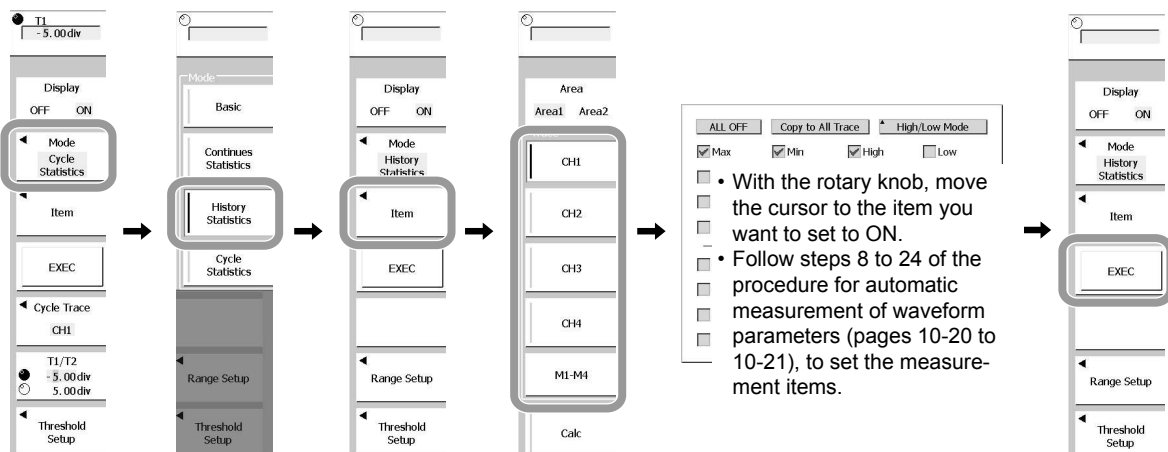 T1
-5.00div
Display
OFF ON
Mode
Cycle
Statistics
Item
EXEC
Cycle Trace
CH1
T1/T2
-5.00div
5.00div
Threshold
Setup
Mode
Basic
Continues
Statistics
History
Statistics
Cycle
Statistics
Range Setup
Threshold
Setup
Display
OFF ON
Mode
History
Statistics
Item
EXEC
Range Setup
Threshold
Setup
Area
Area1 Area2
CH1
CH2
CH3
CH4
M1-M4
Calc
ALL OFF Copy to All Trace High/Low Mode
Max Min High Low
• With the rotary knob, move
the cursor to the item you
want to set to ON.
• Follow steps 8 to 24 of the
procedure for automatic
measurement of waveform
parameters (pages 10-20 to
10-21), to set the measure-
ment items.
Display
OFF ON
Mode
History
Statistics
Item
EXEC
Range Setup
Threshold
Setup